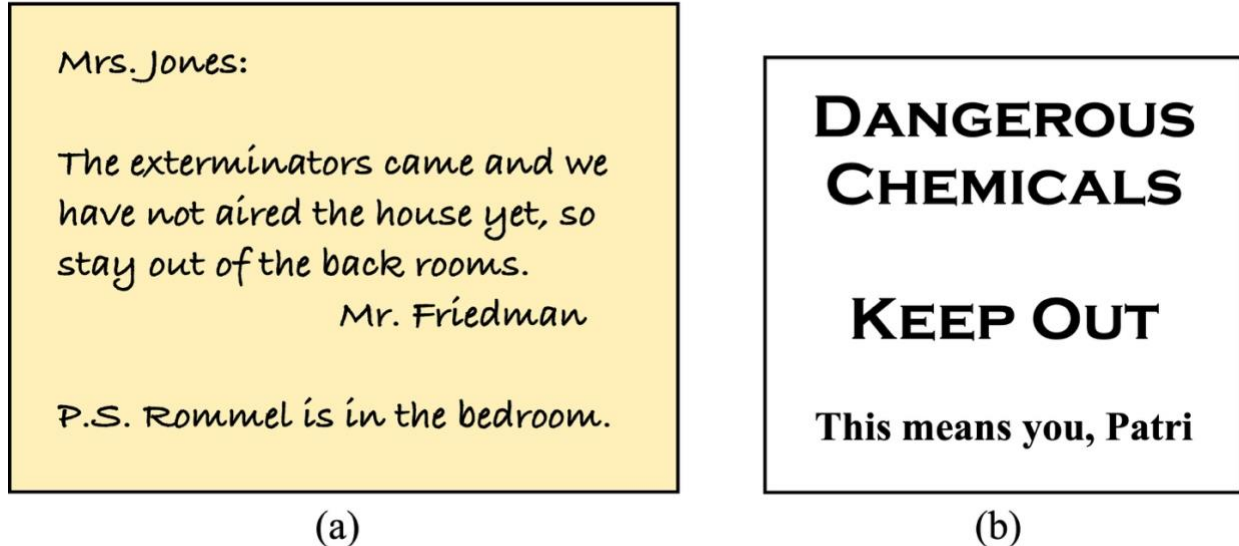 Mrs. Jones:
The exterminators came and we
have not aired the house yet, so
stay out of the back rooms.
Mr. Friedman
P.S. Rommel is in the bedroom.
(a)
DANGEROUS
CHEMICALS
KEEP OUT
This means you, Patri
(b)